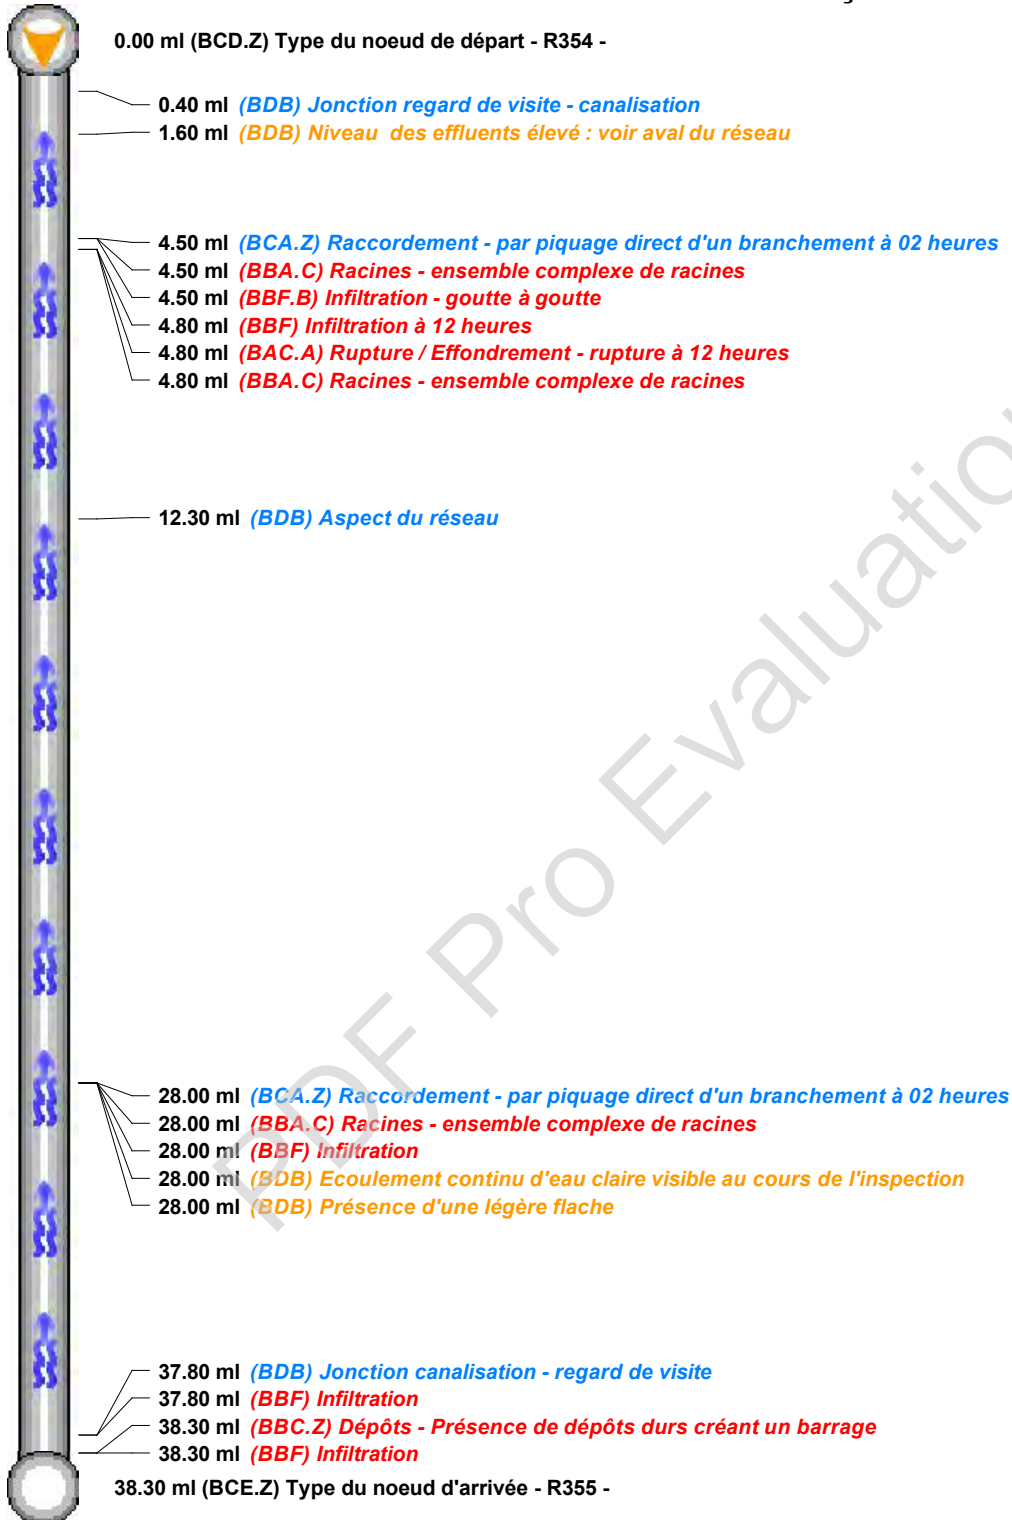 0.00 ml (BCD.Z) Type du noeud de départ - R354 -
0.40 ml (BDB) Jonction regard de visite - canalisation
1.60 ml (BDB) Niveau des effluents élevé : voir aval du réseau
4.50 ml (BCA.Z) Raccordement - par piquage direct d'un branchement à 02 heures
4.50 ml (BBA.C) Racines - ensemble complexe de racines
4.50 ml (BBF.B) Infiltration - goutte à goutte
4.80 ml (BBF) Infiltration à 12 heures
4.80 ml (BAC.A) Rupture / Effondrement - rupture à 12 heures
4.80 ml (BBA.C) Racines - ensemble complexe de racines
12.30 ml (BDB) Aspect du réseau
28.00 ml (BCA.Z) Raccordement - par piquage direct d'un branchement à 02 heures
28.00 ml (BBA.C) Racines - ensemble complexe de racines
28.00 ml (BBF) Infiltration
28.00 ml (BDB) Ecoulement continu d'eau claire visible au cours de l'inspection
28.00 ml (BDB) Présence d'une légère flache
37.80 ml (BDB) Jonction canalisation - regard de visite
37.80 ml (BBF) Infiltration
38.30 ml (BBC.Z) Dépôts - Présence de dépôts durs créant un barrage
38.30 ml (BBF) Infiltration
38.30 ml (BCE.Z) Type du noeud d'arrivée - R355 -
PDF Pro Evaluation